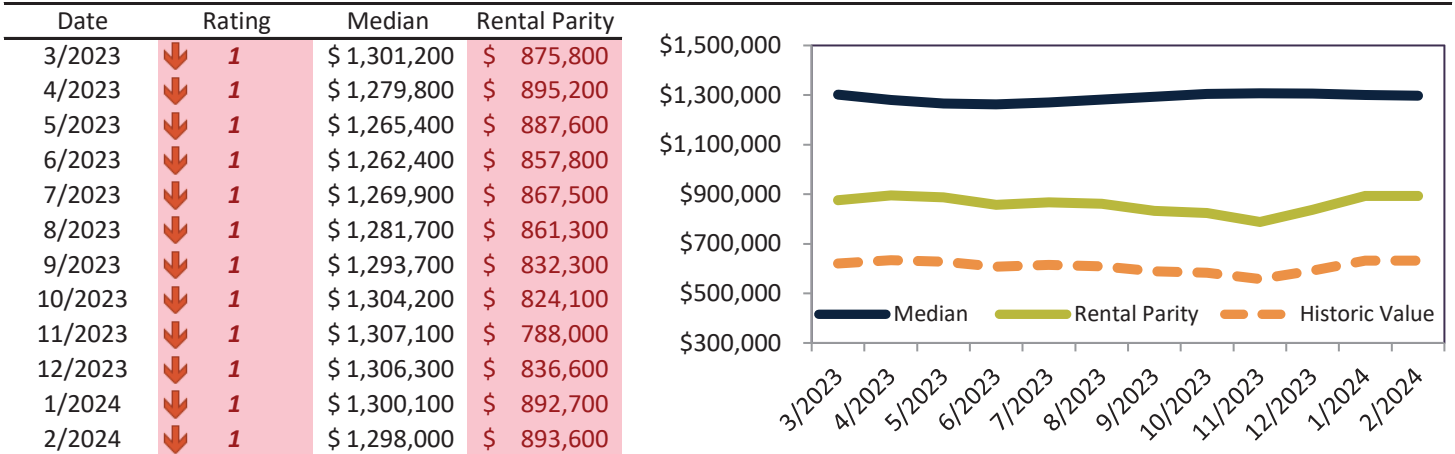 Date Rating Median Rental Parity
3/2023 1 $ 1,301,200 $ 875,800
4/2023 1 $ 1,279,800 $ 895,200
5/2023 1 $ 1,265,400 $ 887,600
6/2023 1 $ 1,262,400 $ 857,800
7/2023 1 $ 1,269,900 $ 867,500
8/2023 1 $ 1,281,700 $ 861,300
9/2023 1 $ 1,293,700 $ 832,300
10/2023 1 $ 1,304,200 $ 824,100
11/2023 1 $ 1,307,100 $ 788,000
12/2023 1 $ 1,306,300 $ 836,600
1/2024 1 $ 1,300,100 $ 892,700
2/2024 1 $ 1,298,000 $ 893,600
$1,500,000
$1,300,000
$1,100,000
$900,000
$700,000
$500,000
$300,000
Median Rental Parity Historic Value
3/2023 4/2023 5/2023 6/2023 7/2023 8/2023 9/2023 10/2023 11/2023 12/2023 1/2024 2/2024